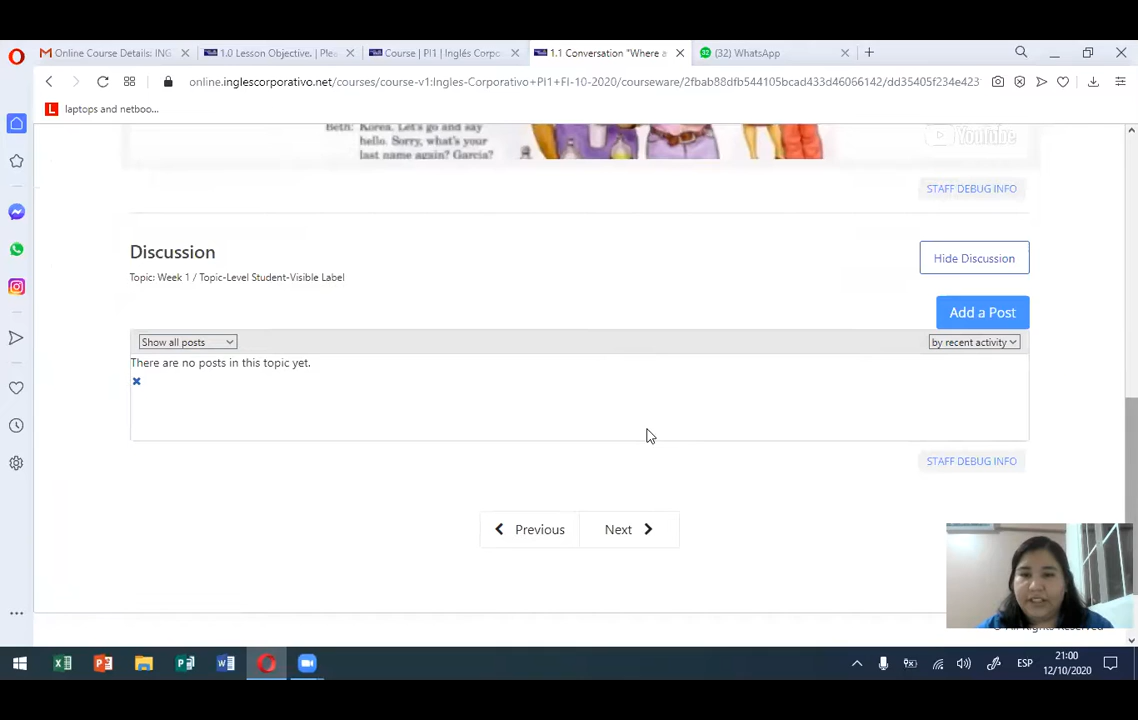 Online Course Details: ING
1.0 Lesson Objective. | Ple
Course | PI1 | Inglés Corpo
1.1 Conversation "Where a
(32) WhatsApp
online.inglescorporativo.net/courses/course-v1:Ingles-Corporativo+PI1+FI-10-2020/courseware/2fbab88dfb544105bcad433d46066142/dd35405f234e4231
L laptops and netboo...
Beth: Korea. Let's go and say
hello. Sorry, what's your
last name again? Garcia?
YouTube
STAFF DEBUG INFO
Discussion
Hide Discussion
Topic: Week 1 / Topic-Level Student-Visible Label
Add a Post
Show all posts
by recent activity
There are no posts in this topic yet.
STAFF DEBUG INFO
Previous
Next
All Rights Reserved
ESP
21:00
12/10/2020